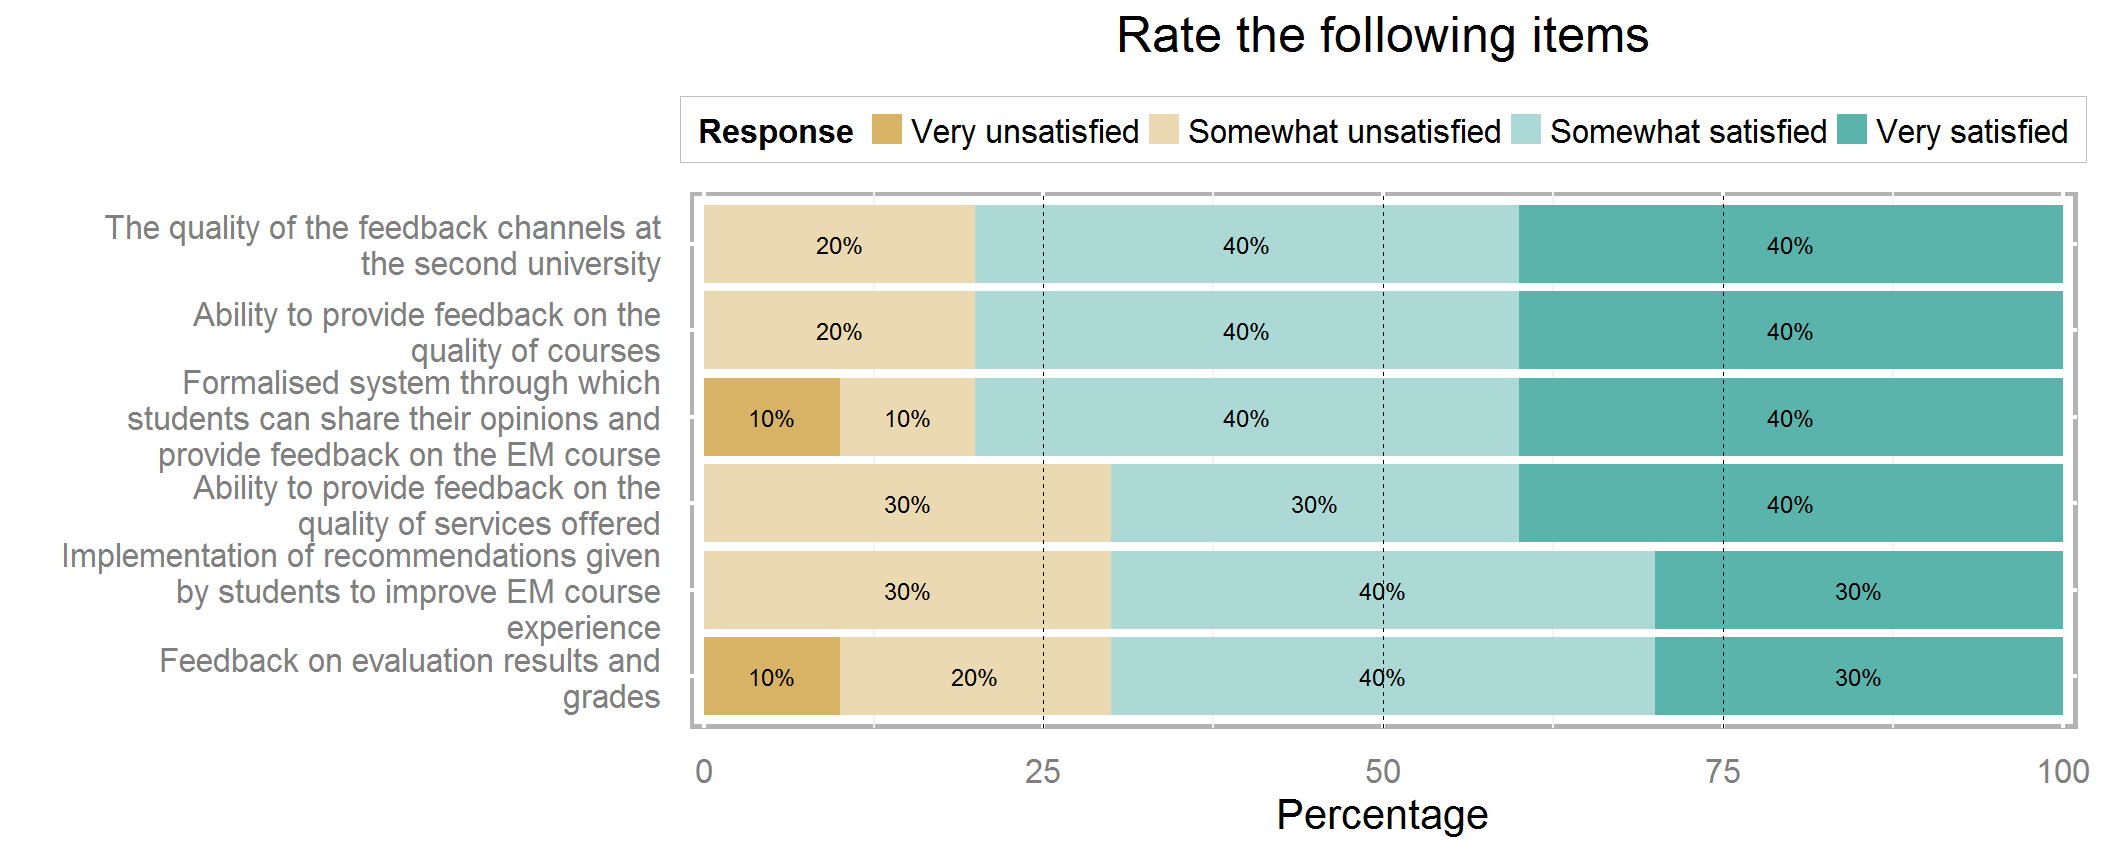 Rate the following items
Response Very unsatisfied Somewhat unsatisfied Somewhat satisfied Very satisfied
The quality of the feedback channels at
the second university
20% 40% 40%
Ability to provide feedback on the
quality of courses
20% 40% 40%
Formalised system through which
students can share their opinions and
provide feedback on the EM course
10% 10% 40% 40%
Ability to provide feedback on the
quality of services offered
30% 30% 40%
Implementation of recommendations given
by students to improve EM course
experience
30% 40% 30%
Feedback on evaluation results and
grades
10% 20% 40% 30%
0 25 50 75 100
Percentage